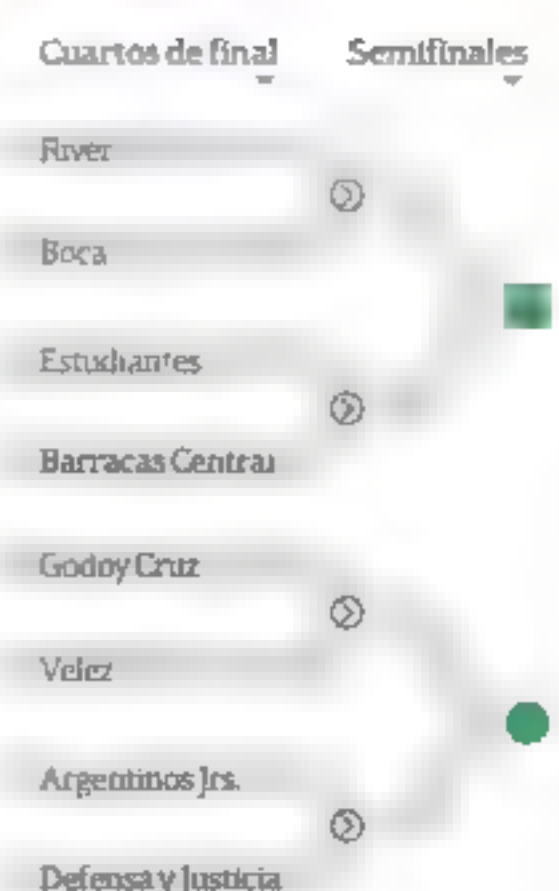 Cuartos de final
Semifinales
River
Boca
Estudiantes
Barracas Central
Godoy Cruz
Velez
Argentinos Jrs.
Defensa y Justicia